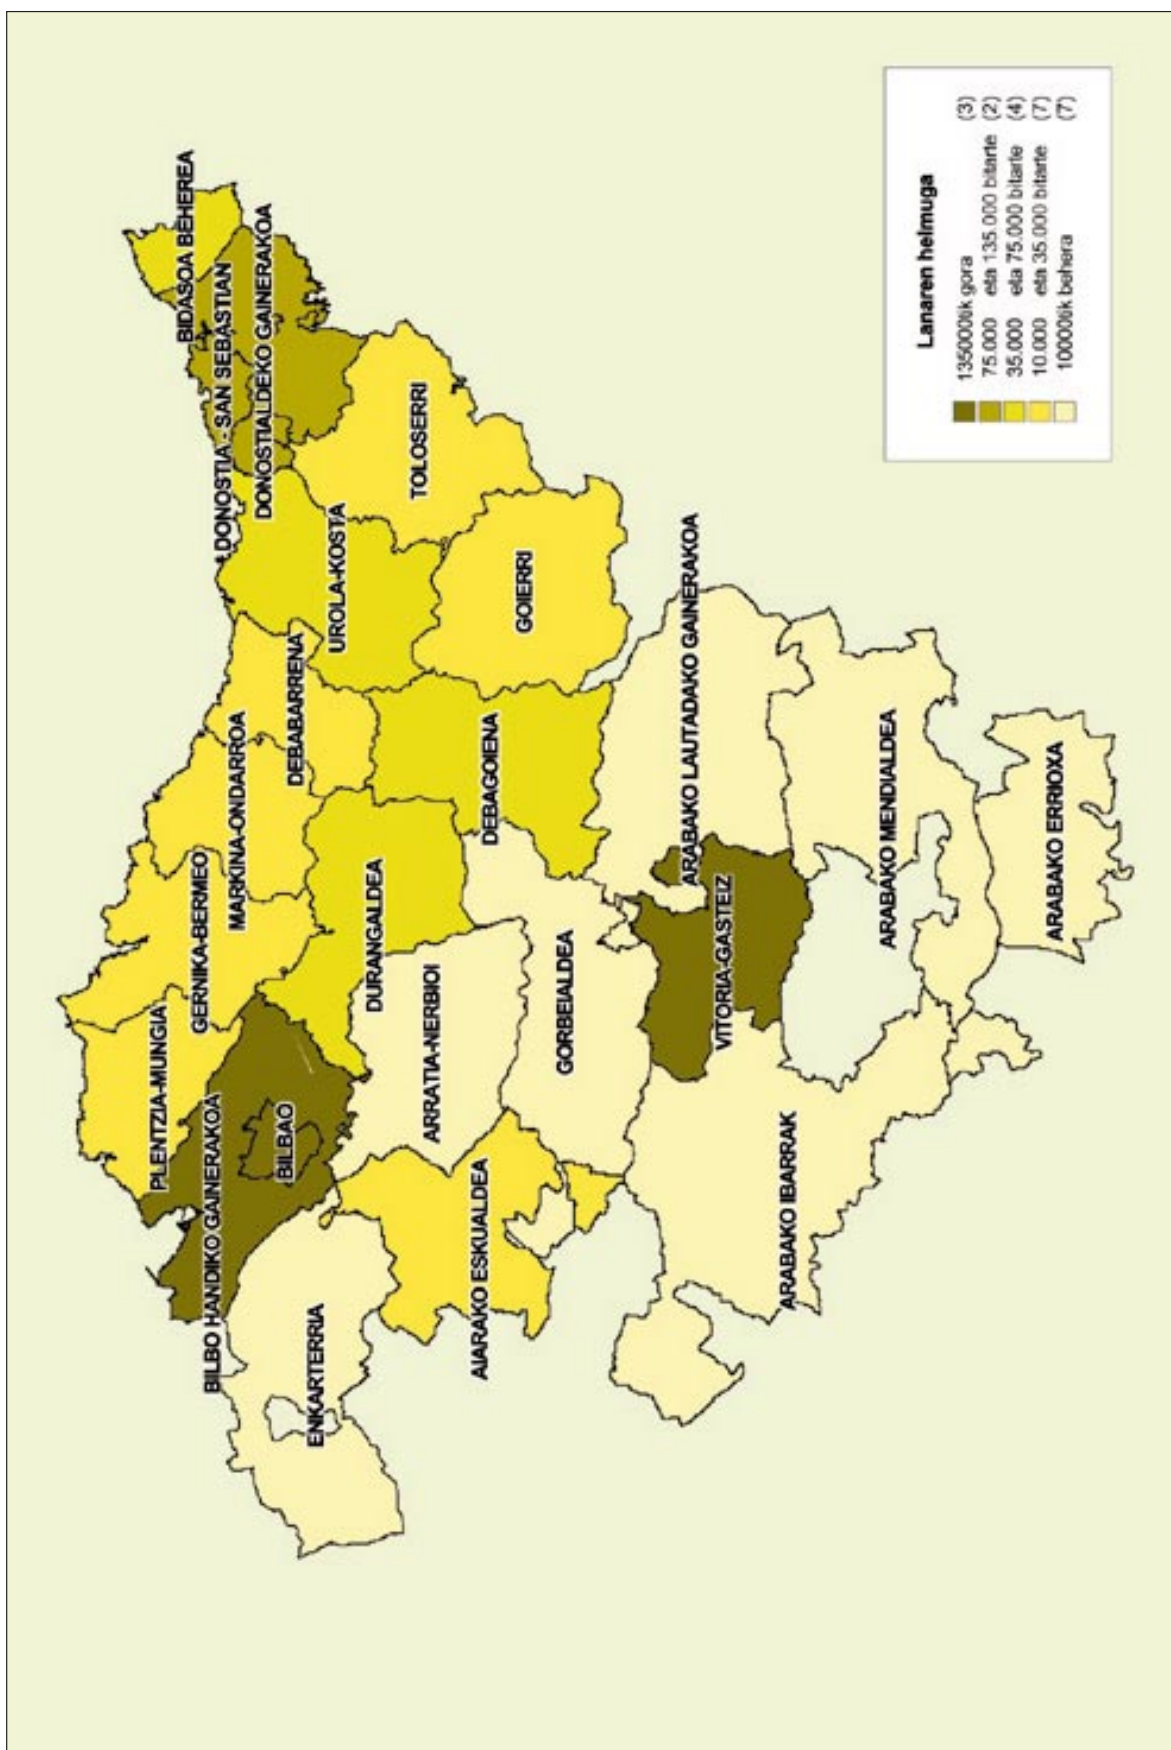 BIDASOA BEHEREA
DONOSTIA - SAN SEBASTIAN
DONOSTIALDEKO GAINERAKOA
UROLA-KOSTA
TOLOSERRI
GOIERRI
DEBABARRENA
DEBAGOIENA
MARKINA-ONDARROA
GERNIKA-BERMEO
DURANGALDEA
PLENTZIA-MUNGIA
BILBO HANDIKO GAINERAKOA
BILBAO
ARRATIA-NERBIOI
GORBEIALDEA
ENKARTERRIA
AIARAKO ESKUALDEA
ARABAKO LAUTADAKO GAINERAKOA
VITORIA-GASTEIZ
ARABAKO MENDIALDEA
ARABAKO IBARRAK
ARABAKO ERRIOXA
Lanaren helmuga
135000tik gora (3)
75.000 eta 135.000 bitarte (2)
35.000 eta 75.000 bitarte (4)
10.000 eta 35.000 bitarte (7)
10000tik behera (7)